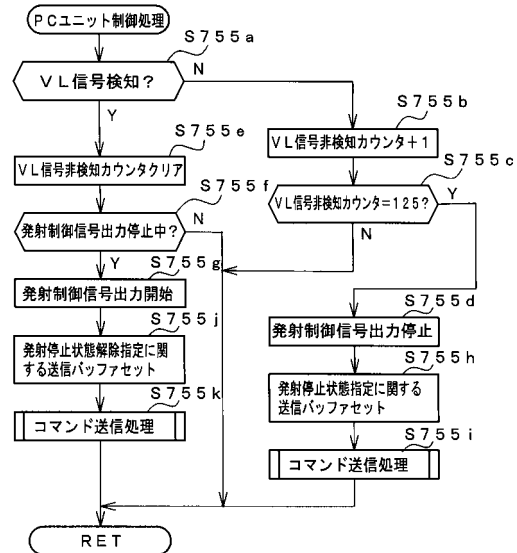 PCユニット制御処理
S755a
VL信号検知?
N
Y
S755b
VL信号非検知カウンタ+1
S755e
VL信号非検知カウンタクリア
S755c
VL信号非検知カウンタ=125?
Y
N
S755f
発射制御信号出力停止中?
N
Y
S755g
発射制御信号出力開始
S755d
発射制御信号出力停止
S755j
発射停止状態解除指定に関
する送信バッファセット
S755h
発射停止状態指定に関する
送信バッファセット
S755k
コマンド送信処理
S755i
コマンド送信処理
RET